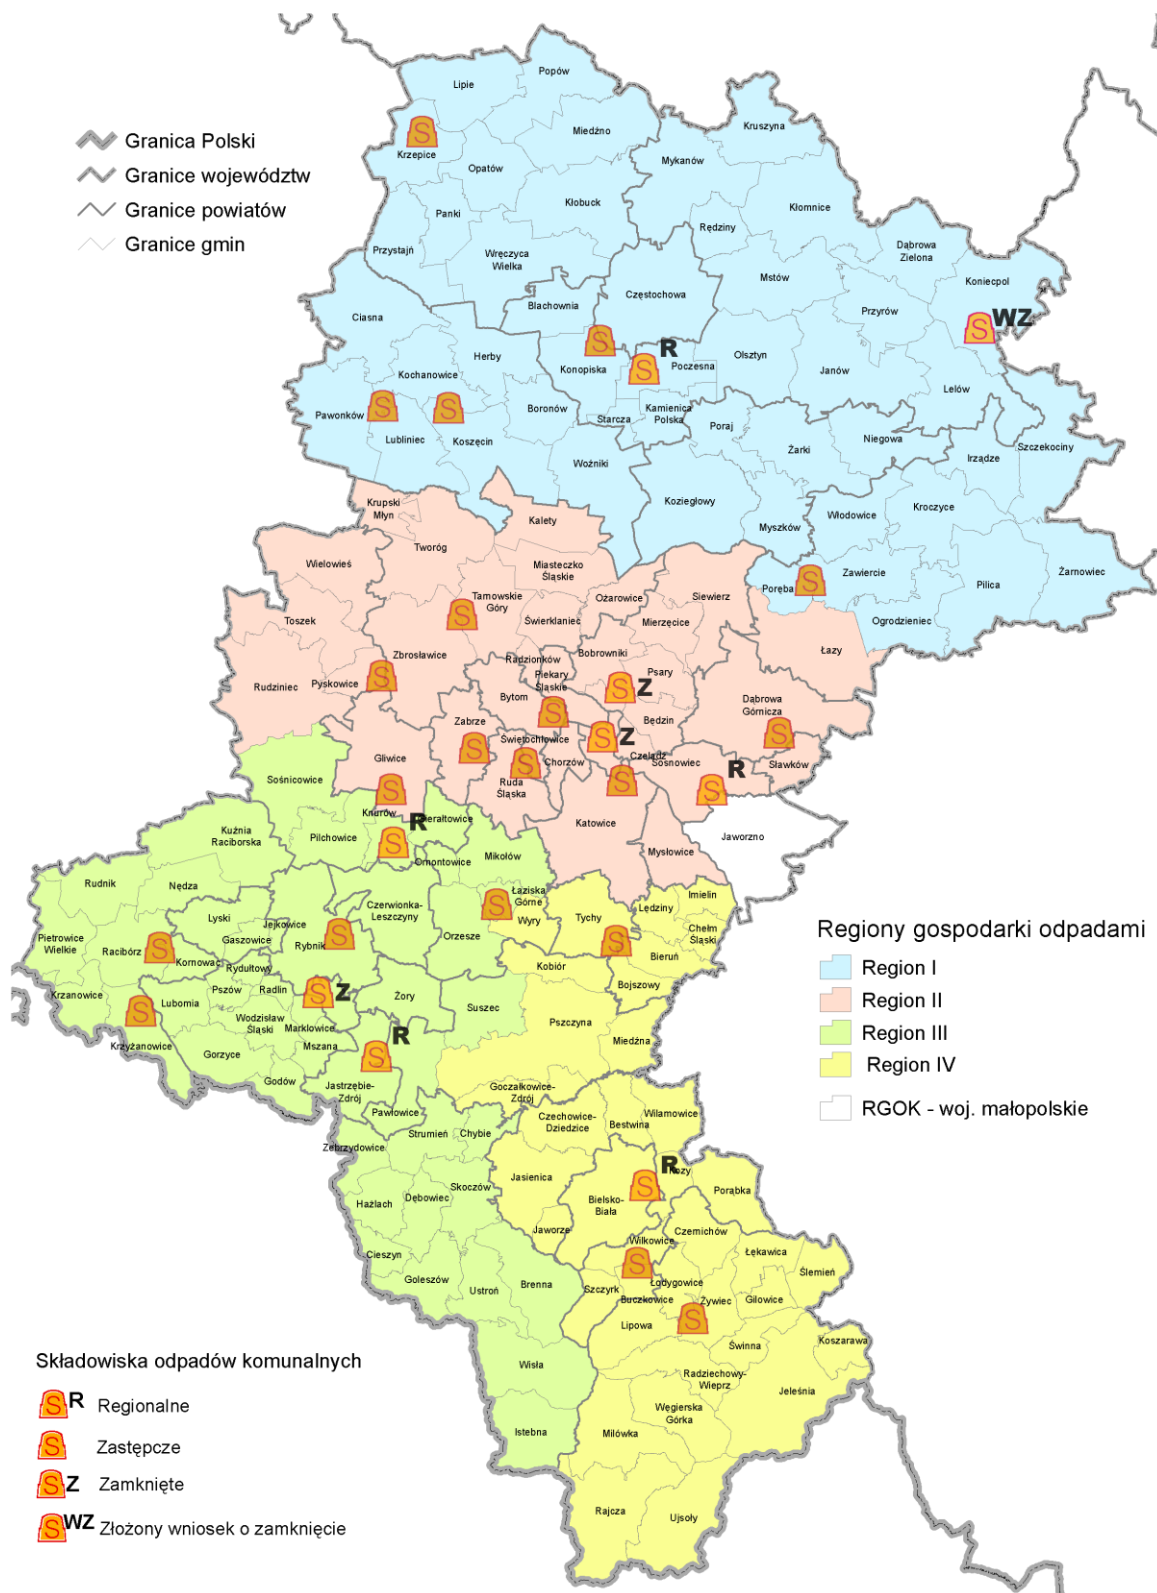 Granica Polski
Granice województw
Granice powiatów
Granice gmin
Lipie
Popów
Krzepice
Miedźno
Opatów
Kruszyna
Mykanów
Panki
Kłobuck
Kłomnice
Przystajń
Wręczyca
Wielka
Rędziny
Dąbrowa
Zielona
Mstów
Koniecpol
WZ
Ciasna
Blachownia
Częstochowa
Przyrów
Herby
Konopiska
R
Poczesna
Olsztyn
Janów
Lelów
Kochanowice
Pawonków
Boronów
Starcza
Kamienica
Polska
Poraj
Niegowa
Szczekociny
Lubliniec
Koszęcin
Woźniki
Żarki
Irządze
Koziegłowy
Myszków
Włodowice
Kroczyce
Krupski
Młyn
Kalety
Tworóg
Wielowieś
Miasteczko
Śląskie
Poręba
Zawiercie
Pilica
Żarnowiec
Ogrodzieniec
Tarnowskie
Góry
Ożarowice
Siewierz
Toszek
Świerklaniec
Mierzęcice
Łazy
Zbrosławice
Radzionków
Bobrowniki
Rudziniec
Pyskowice
Piekary
Śląskie
Psary
Z
Bytom
Dąbrowa
Górnicza
Zabrze
Będzin
Świętochłowice
Z
Gliwice
Chorzów
Czeladź
Sosnowiec
R
Sławków
Sośnicowice
Ruda
Śląska
Knurów
R
Gierałtowice
Katowice
Jaworzno
Kuźnia
Raciborska
Pilchowice
Ornontowice
Mikołów
Mysłowice
Rudnik
Nędza
Czerwionka-
Leszczyny
Łaziska
Górne
Imielin
Lędziny
Lyski
Jejkowice
Wyry
Tychy
Chełm
Śląski
Pietrowice
Wielkie
Racibórz
Gaszowice
Rybnik
Orzesze
Kornowac
Rydułtowy
Kobiór
Bieruń
Krzanowice
Pszów
Radlin
Z
Żory
Bojszowy
Lubomia
Suszec
Wodzisław
Śląski
Marklowice
R
Pszczyna
Miedźna
Krzyżanowice
Gorzyce
Mszana
Godów
Jastrzębie-
Zdrój
Goczałkowice-
Zdrój
Pawłowice
Czechowice-
Dziedzice
Wilamowice
Bestwina
Zebrzydowice
Strumień
Chybie
Jasienica
R
Kozy
Porąbka
Hażlach
Dębowiec
Skoczów
Bielsko-
Biała
Jaworze
Czernichów
Cieszyn
Wilkowice
Łękawica
Goleszów
Ustroń
Brenna
Szczyrk
Łodygowice
Ślemień
Buczkowice
Żywiec
Gilowice
Lipowa
Świnna
Koszarawa
Wisła
Radziechowy-
Wieprz
Jeleśnia
Węgierska
Górka
Istebna
Milówka
Rajcza
Ujsoły
Regiony gospodarki odpadami
Region I
Region II
Region III
Region IV
RGOK - woj. małopolskie
Składowiska odpadów komunalnych
S R Regionalne
S Zastępcze
S Z Zamknięte
S WZ Złożony wniosek o zamknięcie